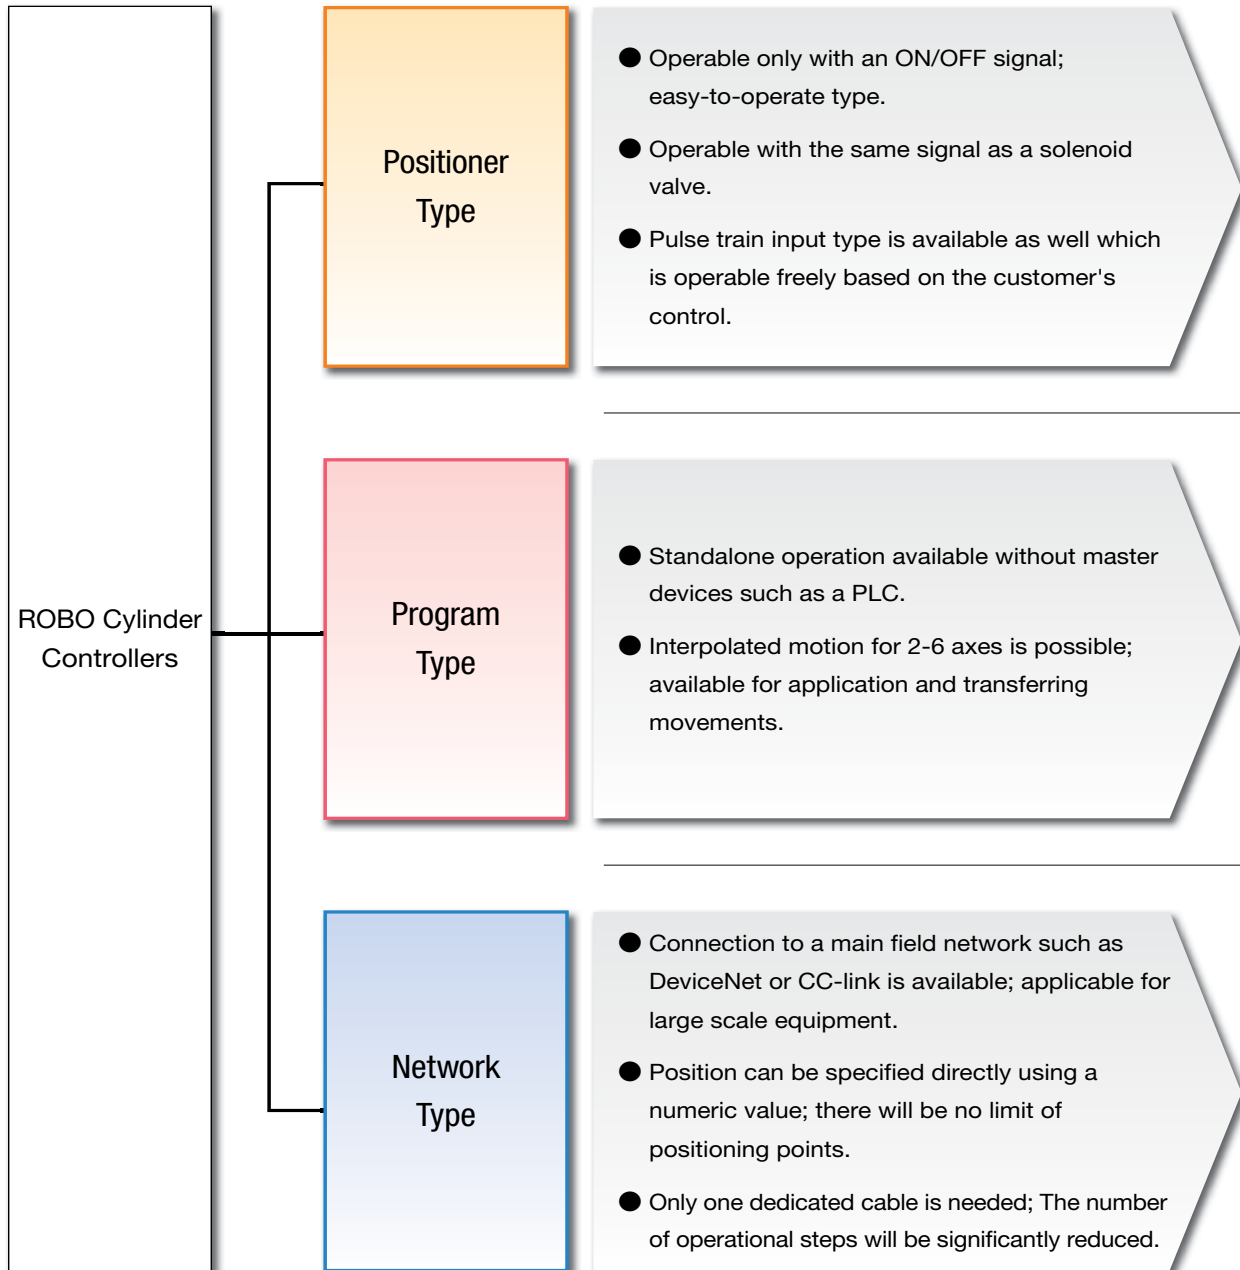 ROBO Cylinder
Controllers
Positioner
Type
● Operable only with an ON/OFF signal;
easy-to-operate type.
● Operable with the same signal as a solenoid
valve.
● Pulse train input type is available as well which
is operable freely based on the customer's
control.
Program
Type
● Standalone operation available without master
devices such as a PLC.
● Interpolated motion for 2-6 axes is possible;
available for application and transferring
movements.
Network
Type
● Connection to a main field network such as
DeviceNet or CC-link is available; applicable for
large scale equipment.
● Position can be specified directly using a
numeric value; there will be no limit of
positioning points.
● Only one dedicated cable is needed; The number
of operational steps will be significantly reduced.